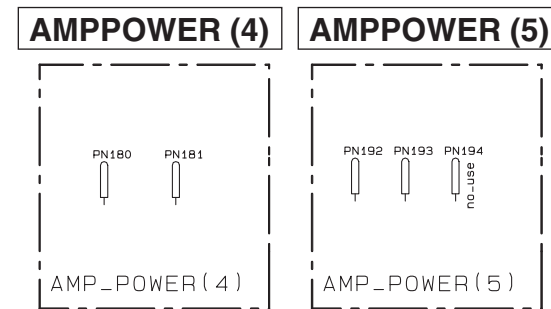 AMPPOWER (4)
AMPPOWER (5)
PN180 PN181
PN192 PN193 PN194
no_use
AMP_POWER(4)
AMP_POWER(5)